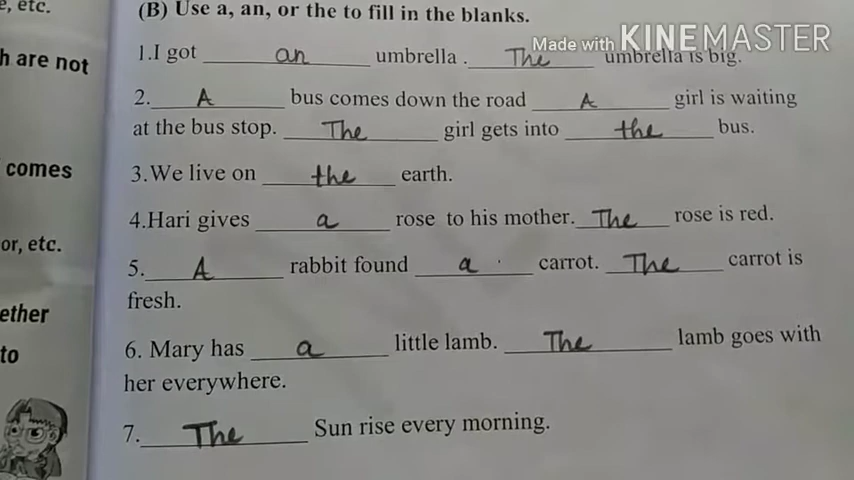 e, etc.
(B) Use a, an, or the to fill in the blanks.
Made with KINEMASTER
h are not
1.I got an umbrella . The umbrella is big.
2. A bus comes down the road A girl is waiting
at the bus stop. The girl gets into the bus.
comes
3.We live on the earth.
4.Hari gives a rose to his mother. The rose is red.
or, etc.
5. A rabbit found a carrot. The carrot is
fresh.
ether
to
6. Mary has a little lamb. The lamb goes with
her everywhere.
7. The Sun rise every morning.